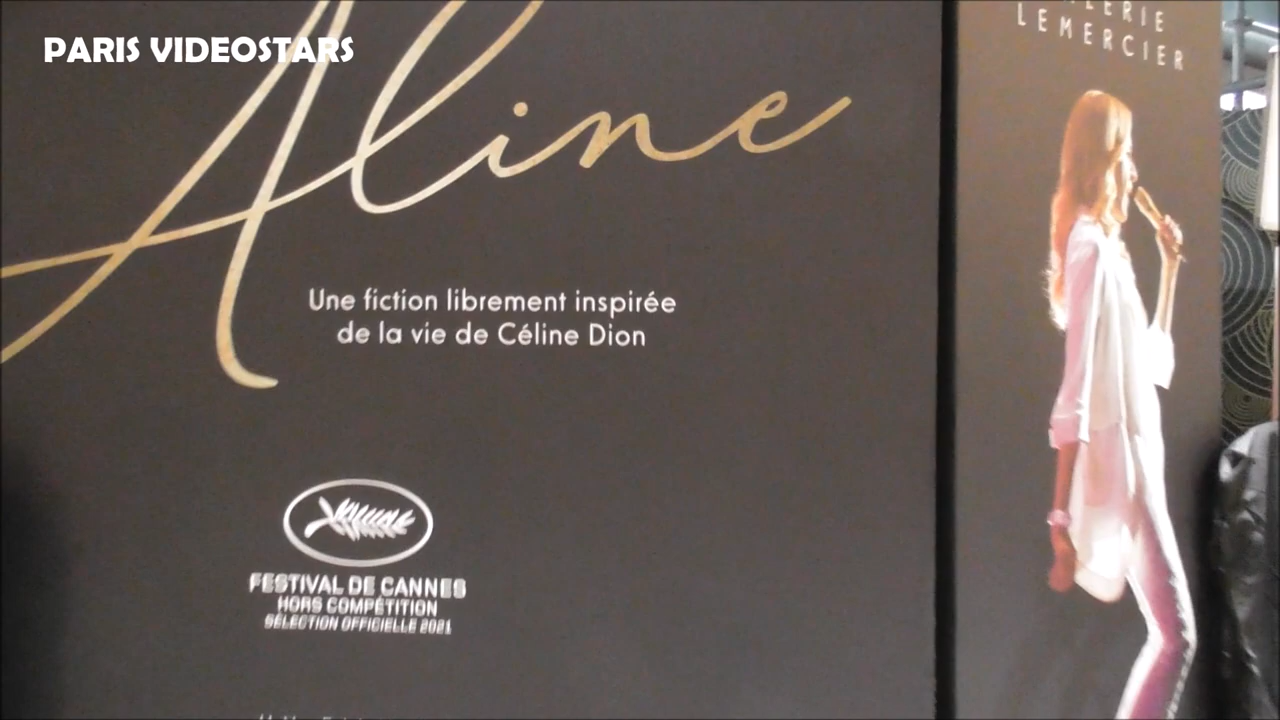 PARIS VIDEOSTARS
Aline
Une fiction librement inspirée
de la vie de Céline Dion
FESTIVAL DE CANNES
HORS COMPÉTITION
SÉLECTION OFFICIELLE 2021
LEMERCIER